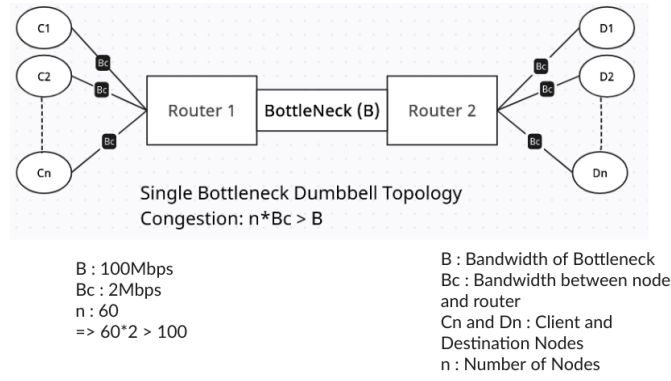 C1
C2
Cn
Bc
Bc
Bc
Router 1
BottleNeck (B)
Router 2
Bc
Bc
Bc
D1
D2
Dn
Single Bottleneck Dumbbell Topology
Congestion: n*Bc > B
B : 100Mbps
Bc : 2Mbps
n : 60
=> 60*2 > 100
B : Bandwidth of Bottleneck
Bc : Bandwidth between node
and router
Cn and Dn : Client and
Destination Nodes
n : Number of Nodes